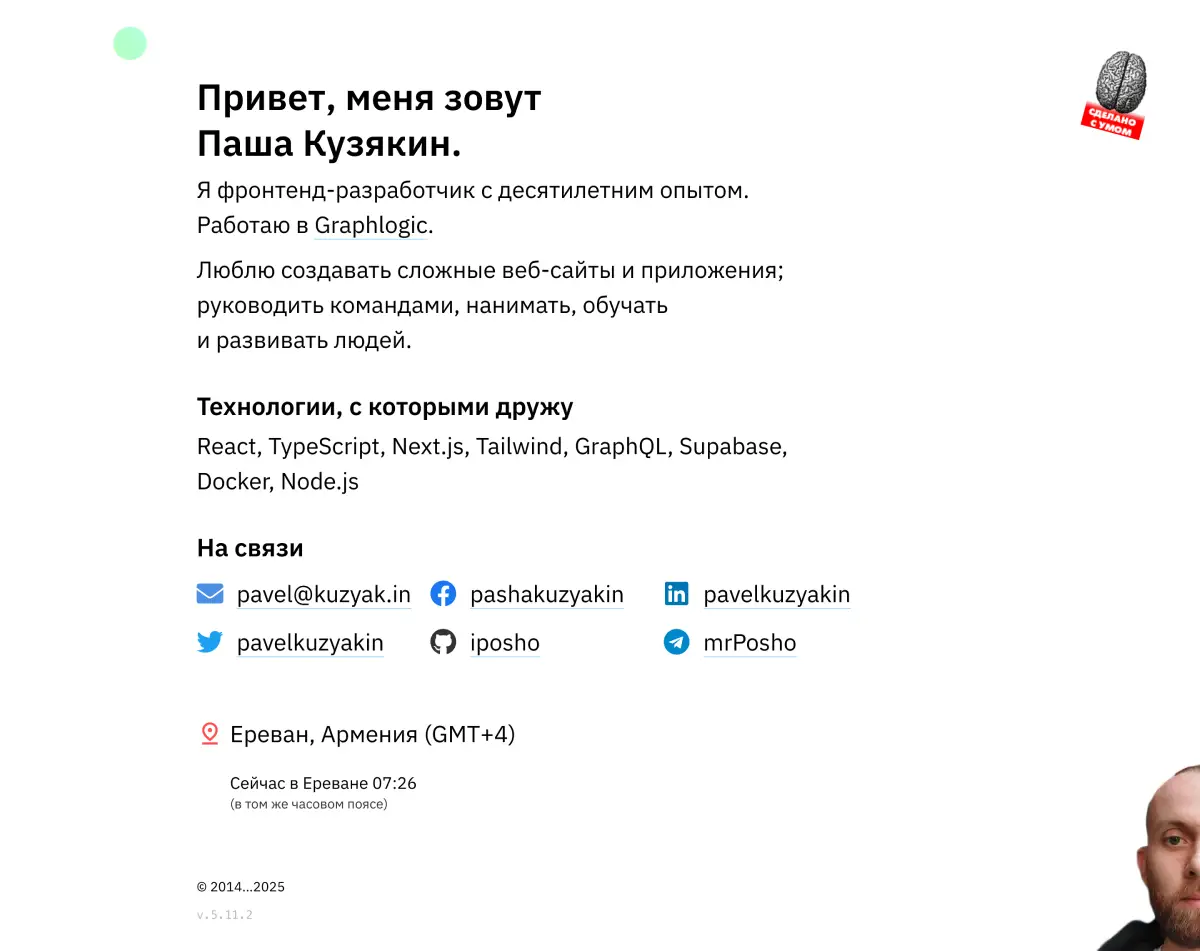 Привет, меня зовут
Паша Кузякин.
СДЕЛАНО
С УМОМ
Я фронтенд-разработчик с десятилетним опытом.
Работаю в Graphlogic.
Люблю создавать сложные веб-сайты и приложения;
руководить командами, нанимать, обучать
и развивать людей.
Технологии, с которыми дружу
React, TypeScript, Next.js, Tailwind, GraphQL, Supabase,
Docker, Node.js
На связи
pavel@kuzyak.in pashakuzyakin pavelkuzyakin
pavelkuzyakin iposho mrPosho
Ереван, Армения (GMT+4)
Сейчас в Ереване 07:26
(в том же часовом поясе)
© 2014...2025
v.5.11.2